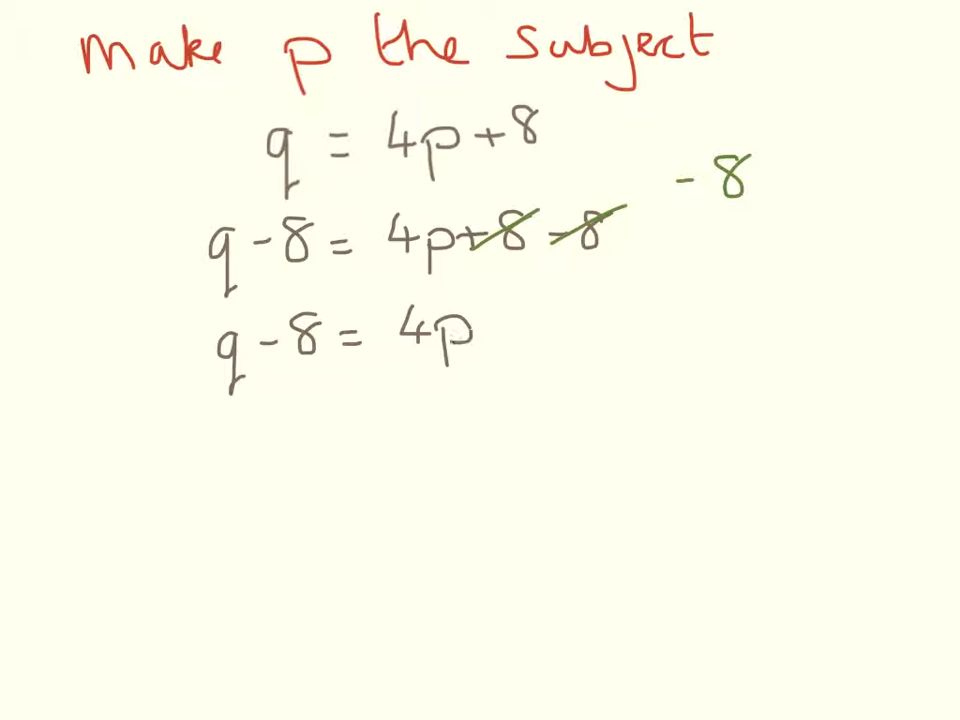 make p the subject
q = 4p + 8
- 8
q - 8 = 4p + 8 - 8
q - 8 = 4p